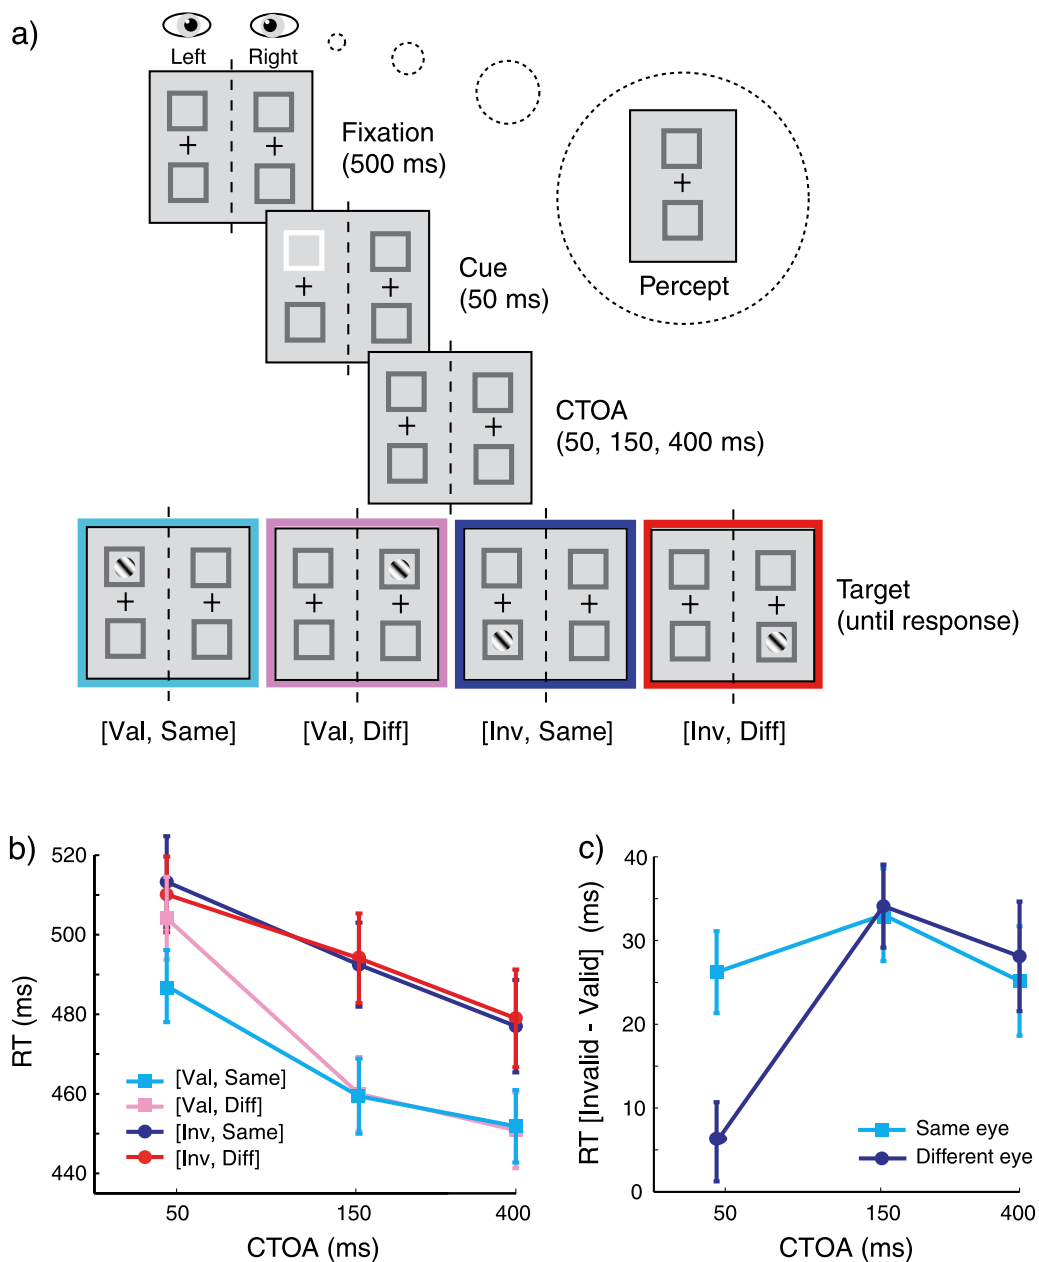 a)
Left
Right
Fixation
(500 ms)
Cue
(50 ms)
Percept
CTOA
(50, 150, 400 ms)
Target
(until response)
[Val, Same]
[Val, Diff]
[Inv, Same]
[Inv, Diff]
b)
520
500
480
460
440
RT (ms)
[Val, Same]
[Val, Diff]
[Inv, Same]
[Inv, Diff]
50
150
400
CTOA (ms)
c)
40
30
20
10
0
RT [Invalid - Valid] (ms)
Same eye
Different eye
50
150
400
CTOA (ms)